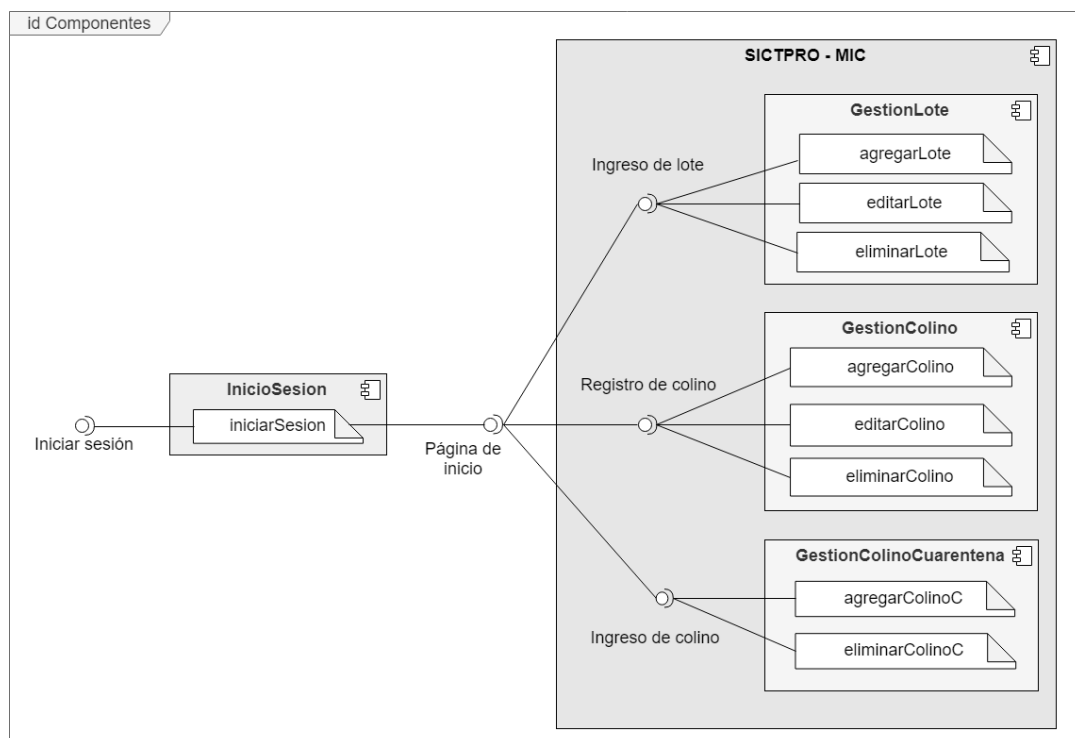 id Componentes
SICTPRO - MIC
GestionLote
agregarLote
Ingreso de lote
editarLote
eliminarLote
GestionColino
agregarColino
Registro de colino
editarColino
eliminarColino
InicioSesion
iniciarSesion
Iniciar sesión
Página de
inicio
GestionColinoCuarentena
agregarColinoC
Ingreso de colino
eliminarColinoC